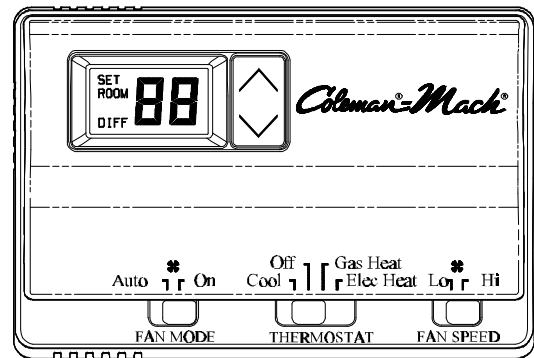 SET
ROOM 88
DIFF
Coleman®-Mach®
Off Gas Heat
Auto On Cool Elec Heat Lo Hi
FAN MODE THERMOSTAT FAN SPEED